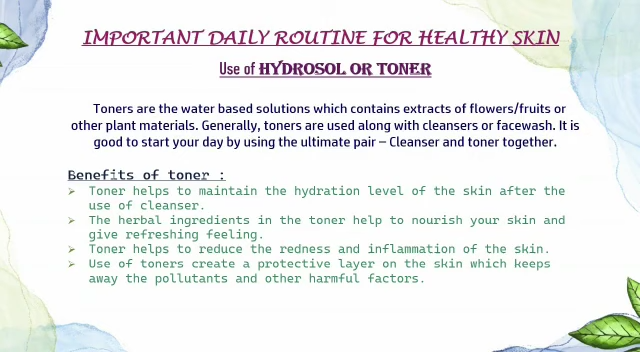 IMPORTANT DAILY ROUTINE FOR HEALTHY SKIN
Use of HYDROSOL OR TONER
Toners are the water based solutions which contains extracts of flowers/fruits or
other plant materials. Generally, toners are used along with cleansers or facewash. It is
good to start your day by using the ultimate pair – Cleanser and toner together.
Benefits of toner :
➢ Toner helps to maintain the hydration level of the skin after the
use of cleanser.
➢ The herbal ingredients in the toner help to nourish your skin and
give refreshing feeling.
➢ Toner helps to reduce the redness and inflammation of the skin.
➢ Use of toners create a protective layer on the skin which keeps
away the pollutants and other harmful factors.